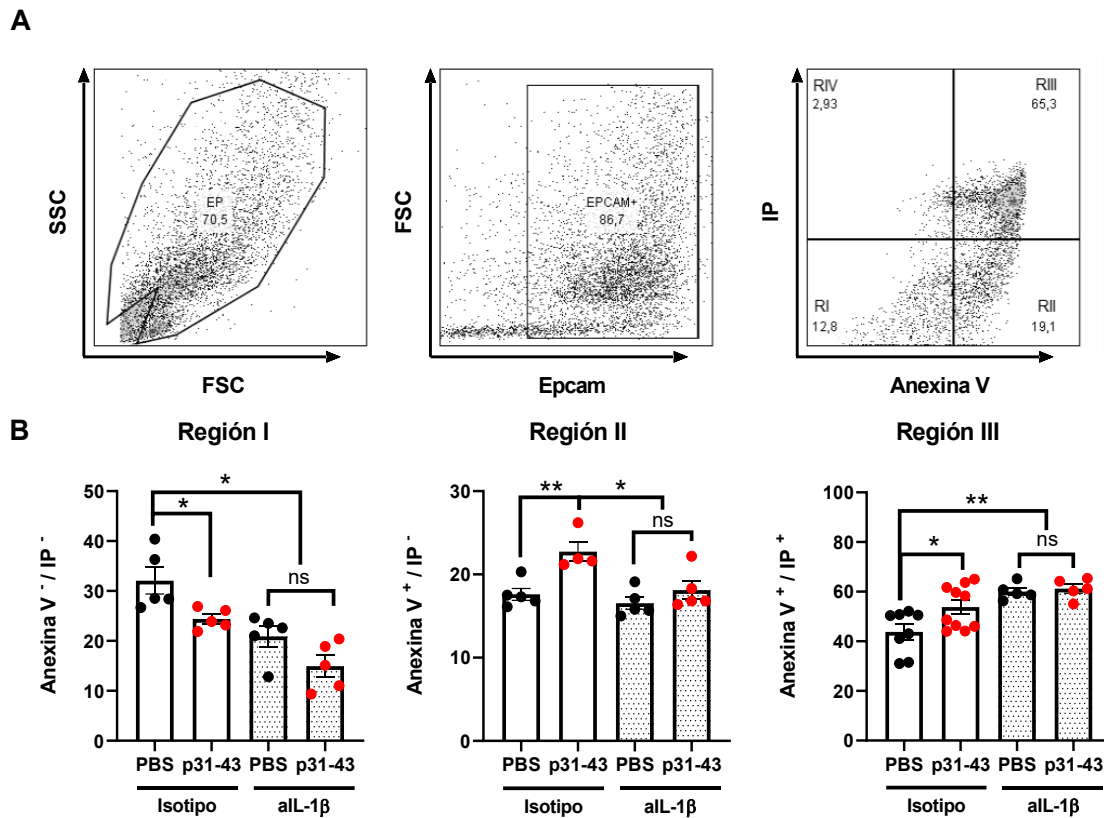 A
SSC
EP
70,5
FSC
FSC
EPCAM+
86,7
Epcam
IP
RIV
2,93
RIII
65,3
RI
12,8
RII
19,1
Anexina V
B
Región I
Anexina V - / IP -
50
40
30
20
10
0
*
*
ns
PBS p31-43 PBS p31-43
Isotipo aIL-1β
Región II
Anexina V + / IP -
30
20
10
0
** *
ns
PBS p31-43 PBS p31-43
Isotipo aIL-1β
Región III
Anexina V + / IP +
100
80
60
40
20
0
**
*
ns
PBS p31-43 PBS p31-43
Isotipo aIL-1β